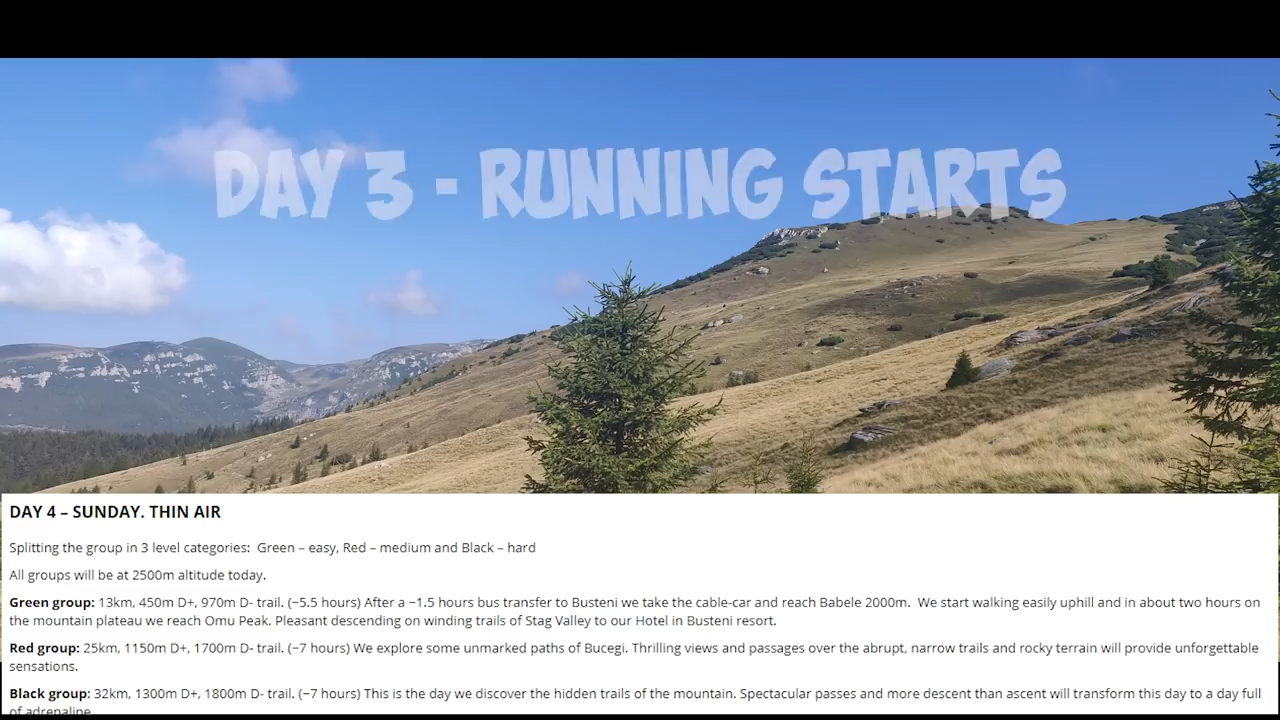 DAY 3 - RUNNING STARTS
DAY 4 – SUNDAY. THIN AIR
Splitting the group in 3 level categories:  Green – easy, Red – medium and Black – hard
All groups will be at 2500m altitude today.
Green group: 13km, 450m D+, 970m D- trail. (~5.5 hours) After a ~1.5 hours bus transfer to Busteni we take the cable-car and reach Babele 2000m.  We start walking easily uphill and in about two hours on
the mountain plateau we reach Omu Peak. Pleasant descending on winding trails of Stag Valley to our Hotel in Busteni resort.
Red group: 25km, 1150m D+, 1700m D- trail. (~7 hours) We explore some unmarked paths of Bucegi. Thrilling views and passages over the abrupt, narrow trails and rocky terrain will provide unforgettable
sensations.
Black group: 32km, 1300m D+, 1800m D- trail. (~7 hours) This is the day we discover the hidden trails of the mountain. Spectacular passes and more descent than ascent will transform this day to a day full
of adrenaline